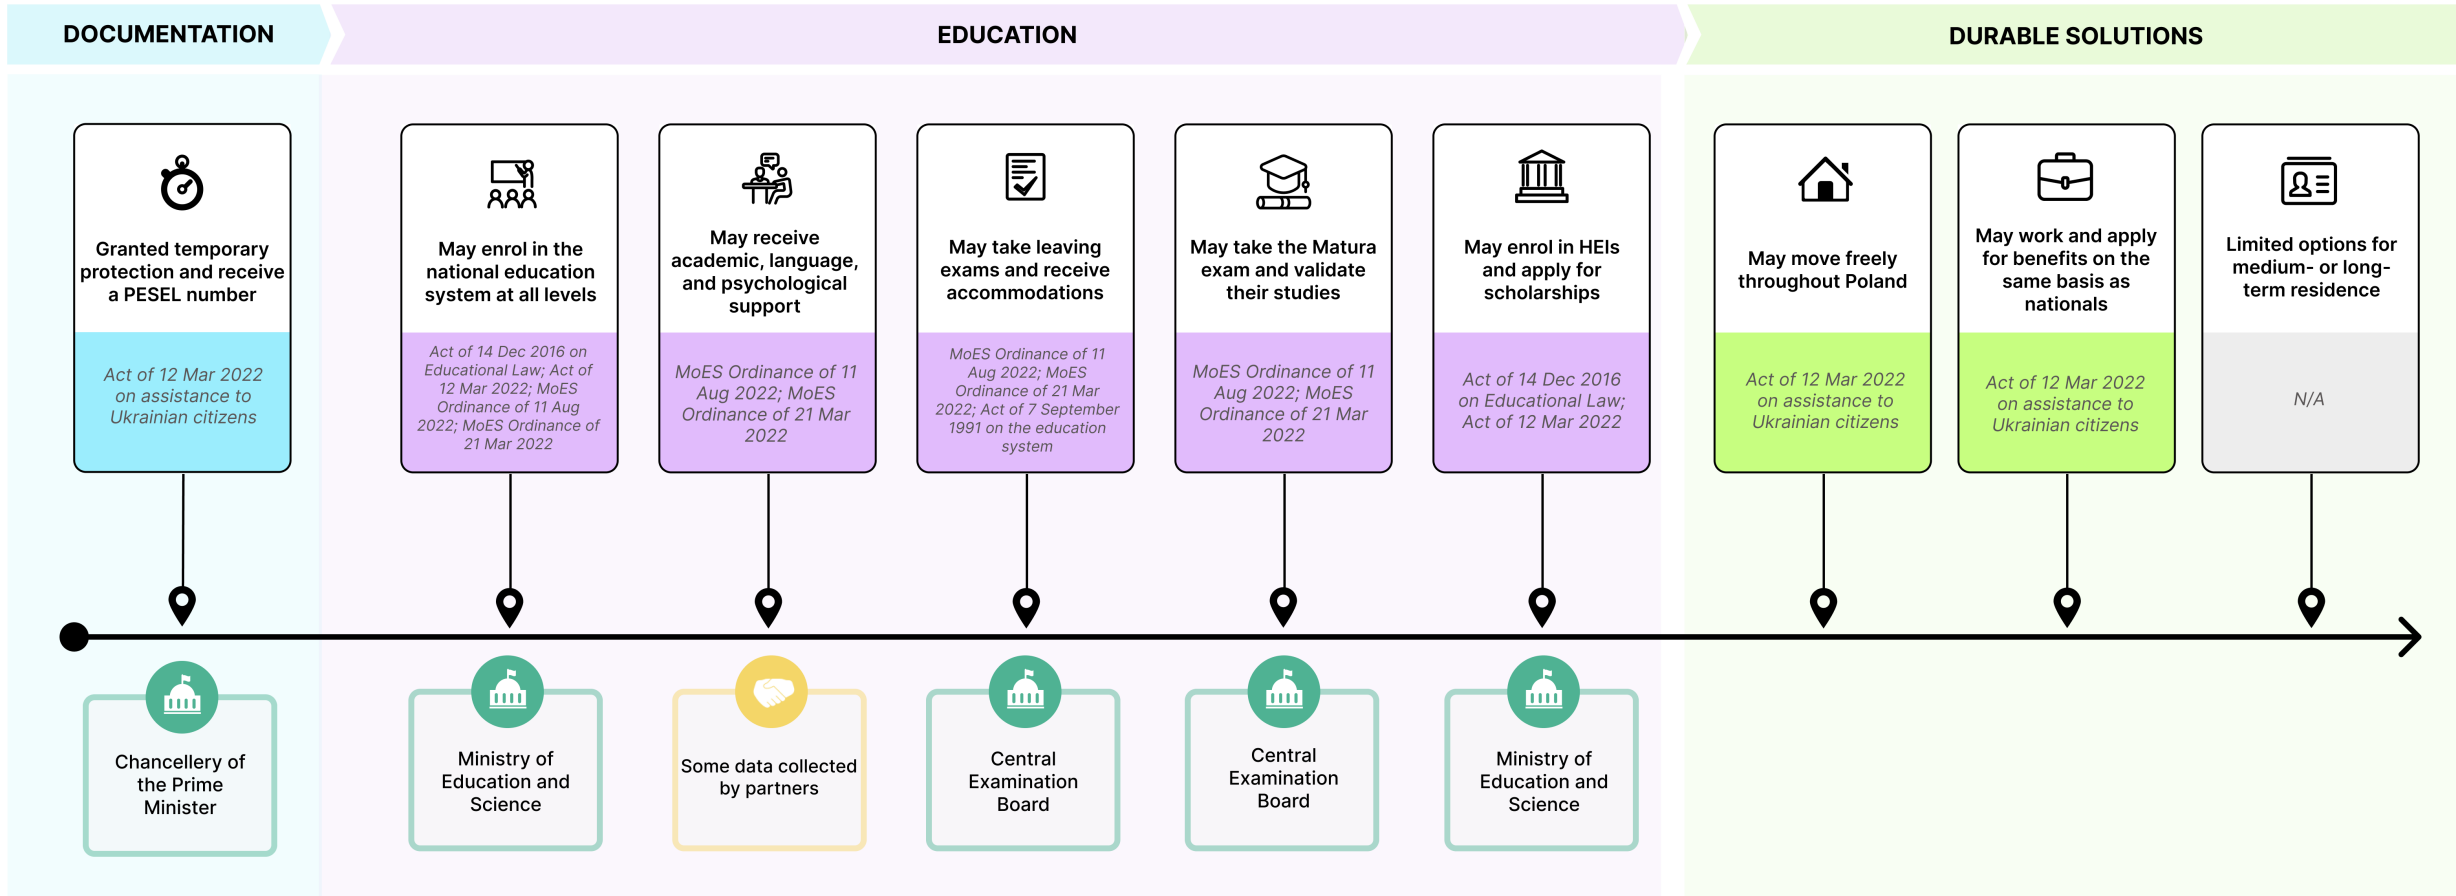 DOCUMENTATION
EDUCATION
DURABLE SOLUTIONS
Granted temporary
protection and receive
a PESEL number
Act of 12 Mar 2022
on assistance to
Ukrainian citizens
May enrol in the
national education
system at all levels
Act of 14 Dec 2016 on
Educational Law; Act of
12 Mar 2022; MoES
Ordinance of 11 Aug
2022; MoES Ordinance of
21 Mar 2022
May receive
academic, language,
and psychological
support
MoES Ordinance of 11
Aug 2022; MoES
Ordinance of 21 Mar
2022
May take leaving
exams and receive
accommodations
MoES Ordinance of 11
Aug 2022; MoES
Ordinance of 21 Mar
2022; Act of 7 September
1991 on the education
system
May take the Matura
exam and validate
their studies
MoES Ordinance of 11
Aug 2022; MoES
Ordinance of 21 Mar
2022
May enrol in HEIs
and apply for
scholarships
Act of 14 Dec 2016
on Educational Law;
Act of 12 Mar 2022
May move freely
throughout Poland
Act of 12 Mar 2022
on assistance to
Ukrainian citizens
May work and apply
for benefits on the
same basis as
nationals
Act of 12 Mar 2022
on assistance to
Ukrainian citizens
Limited options for
medium- or long-
term residence
N/A
Chancellery of
the Prime
Minister
Ministry of
Education and
Science
Some data collected
by partners
Central
Examination
Board
Central
Examination
Board
Ministry of
Education and
Science